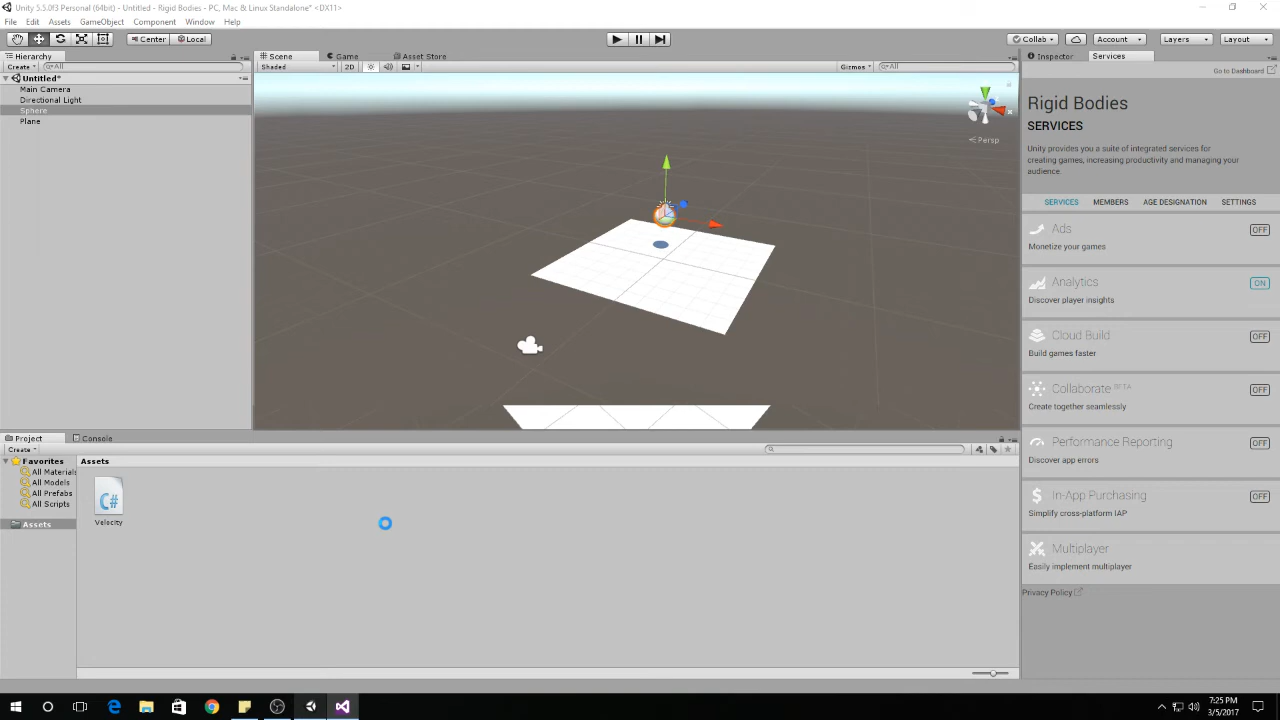 Unity 5.5.0f3 Personal (64bit) - Untitled - Rigid Bodies - PC, Mac & Linux Standalone* <DX11>
File Edit Assets GameObject Component Window Help
Center Local Collab Account Layers Layout
Hierarchy Scene Game Asset Store Inspector Services
Create All Shaded 2D Gizmos All Go to Dashboard
Untitled*
Main Camera
Directional Light
Sphere
Plane
Persp
Rigid Bodies
SERVICES
Unity provides you a suite of integrated services for
creating games, increasing productivity and managing your
audience.
SERVICES MEMBERS AGE DESIGNATION SETTINGS
Ads OFF
Monetize your games
Analytics ON
Discover player insights
Cloud Build OFF
Build games faster
Collaborate BETA OFF
Create together seamlessly
Performance Reporting OFF
Discover app errors
In-App Purchasing OFF
Simplify cross-platform IAP
Multiplayer
Easily implement multiplayer
Privacy Policy
Project Console
Create
Favorites
All Materials
All Models
All Prefabs
All Scripts
Assets
Assets
C#
Velocity
7:25 PM
3/5/2017